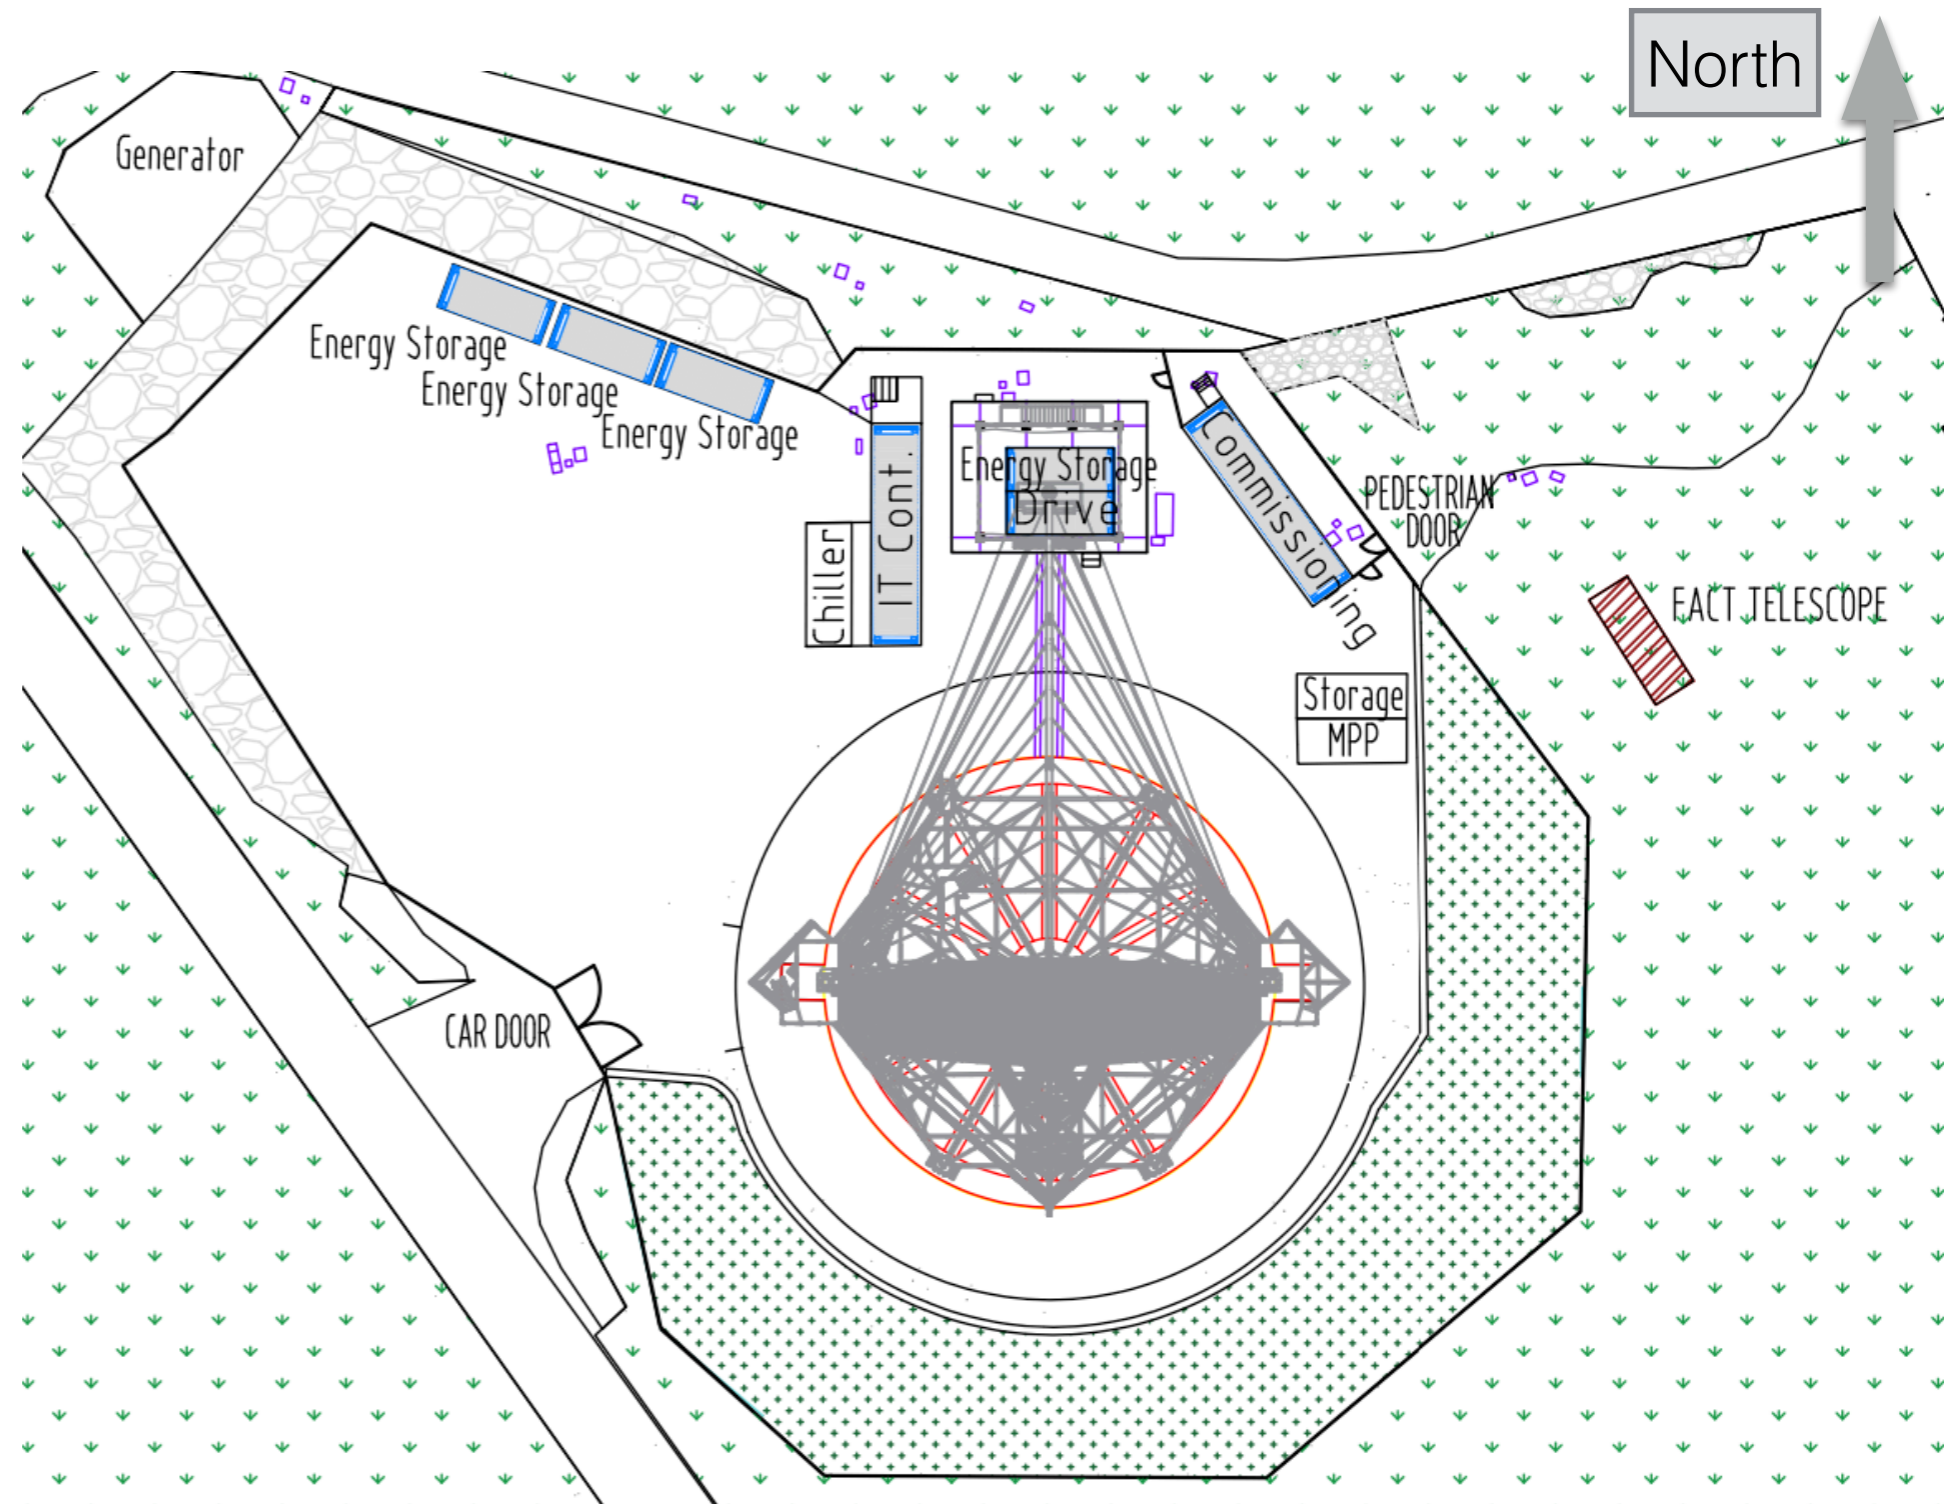 North
Generator
Energy Storage
Energy Storage
Energy Storage
Chiller
IT Cont.
Energy Storage
Drive
Commissioning
PEDESTRIAN
DOOR
FACT TELESCOPE
Storage
MPP
CAR DOOR